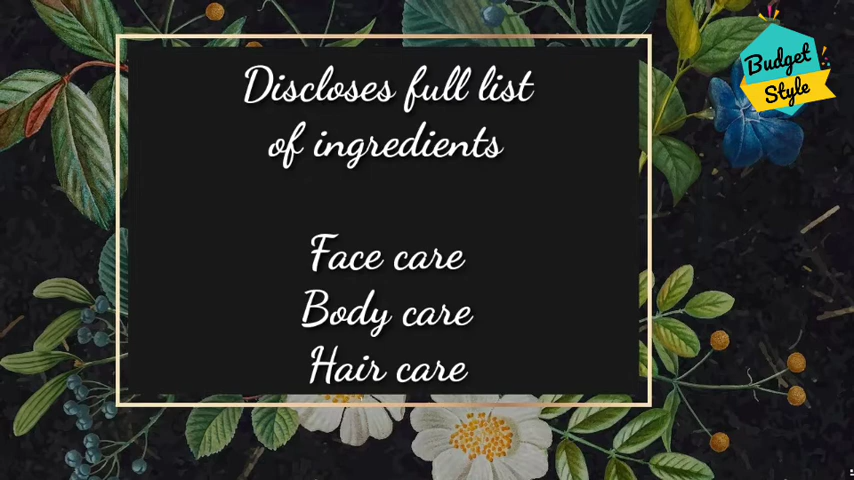 Discloses full list
of ingredients
Face care
Body care
Hair care
Budget
Style